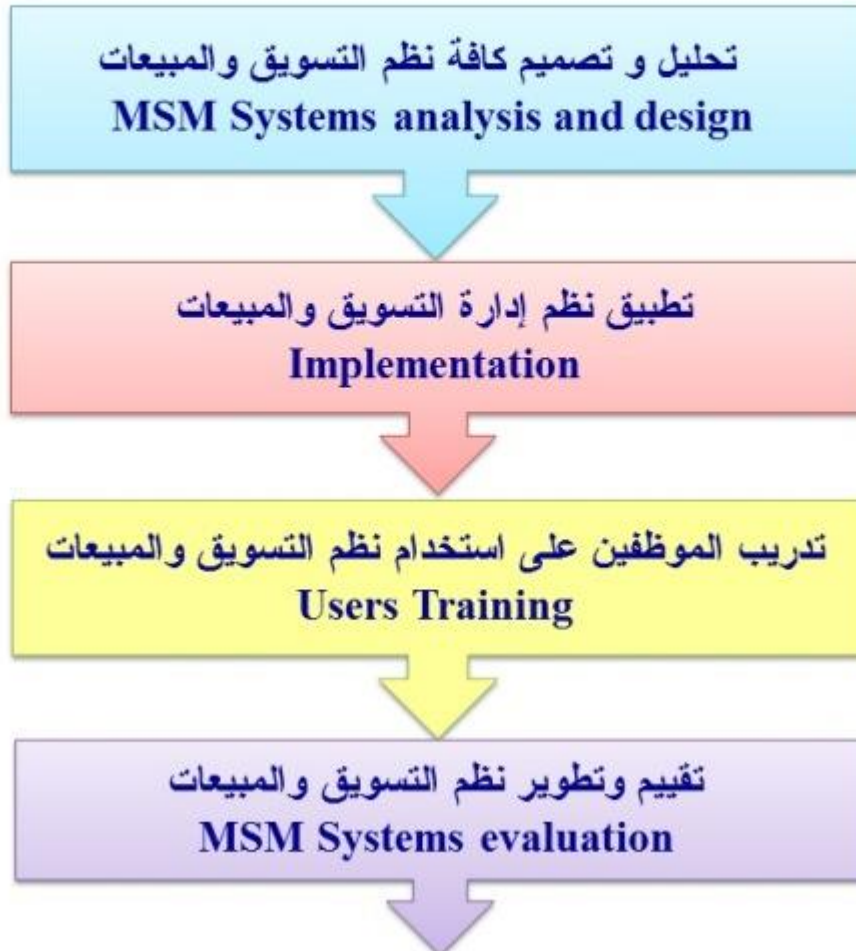 تحليل و تصميم كافة نظم التسويق والمبيعات
MSM Systems analysis and design
تطبيق نظم إدارة التسويق والمبيعات
Implementation
تدريب الموظفين على استخدام نظم التسويق والمبيعات
Users Training
تقييم وتطوير نظم التسويق والمبيعات
MSM Systems evaluation